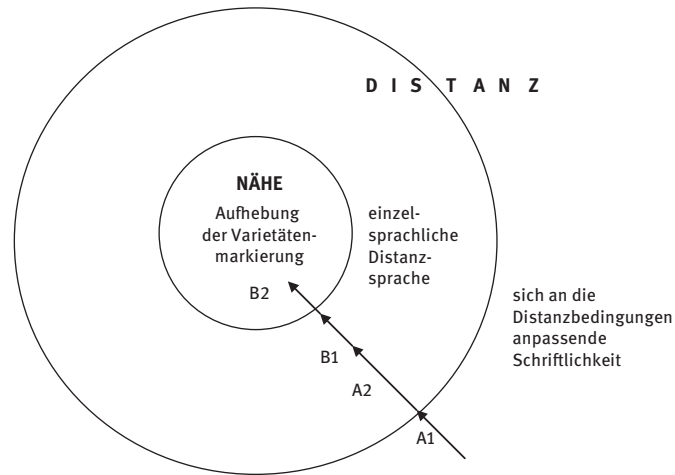 D I S T A N Z
NÄHE
Aufhebung
der Varietäten-
markierung
einzel-
sprachliche
Distanz-
sprache
B2
sich an die
Distanzbedingungen
anpassende
Schriftlichkeit
B1
A2
A1